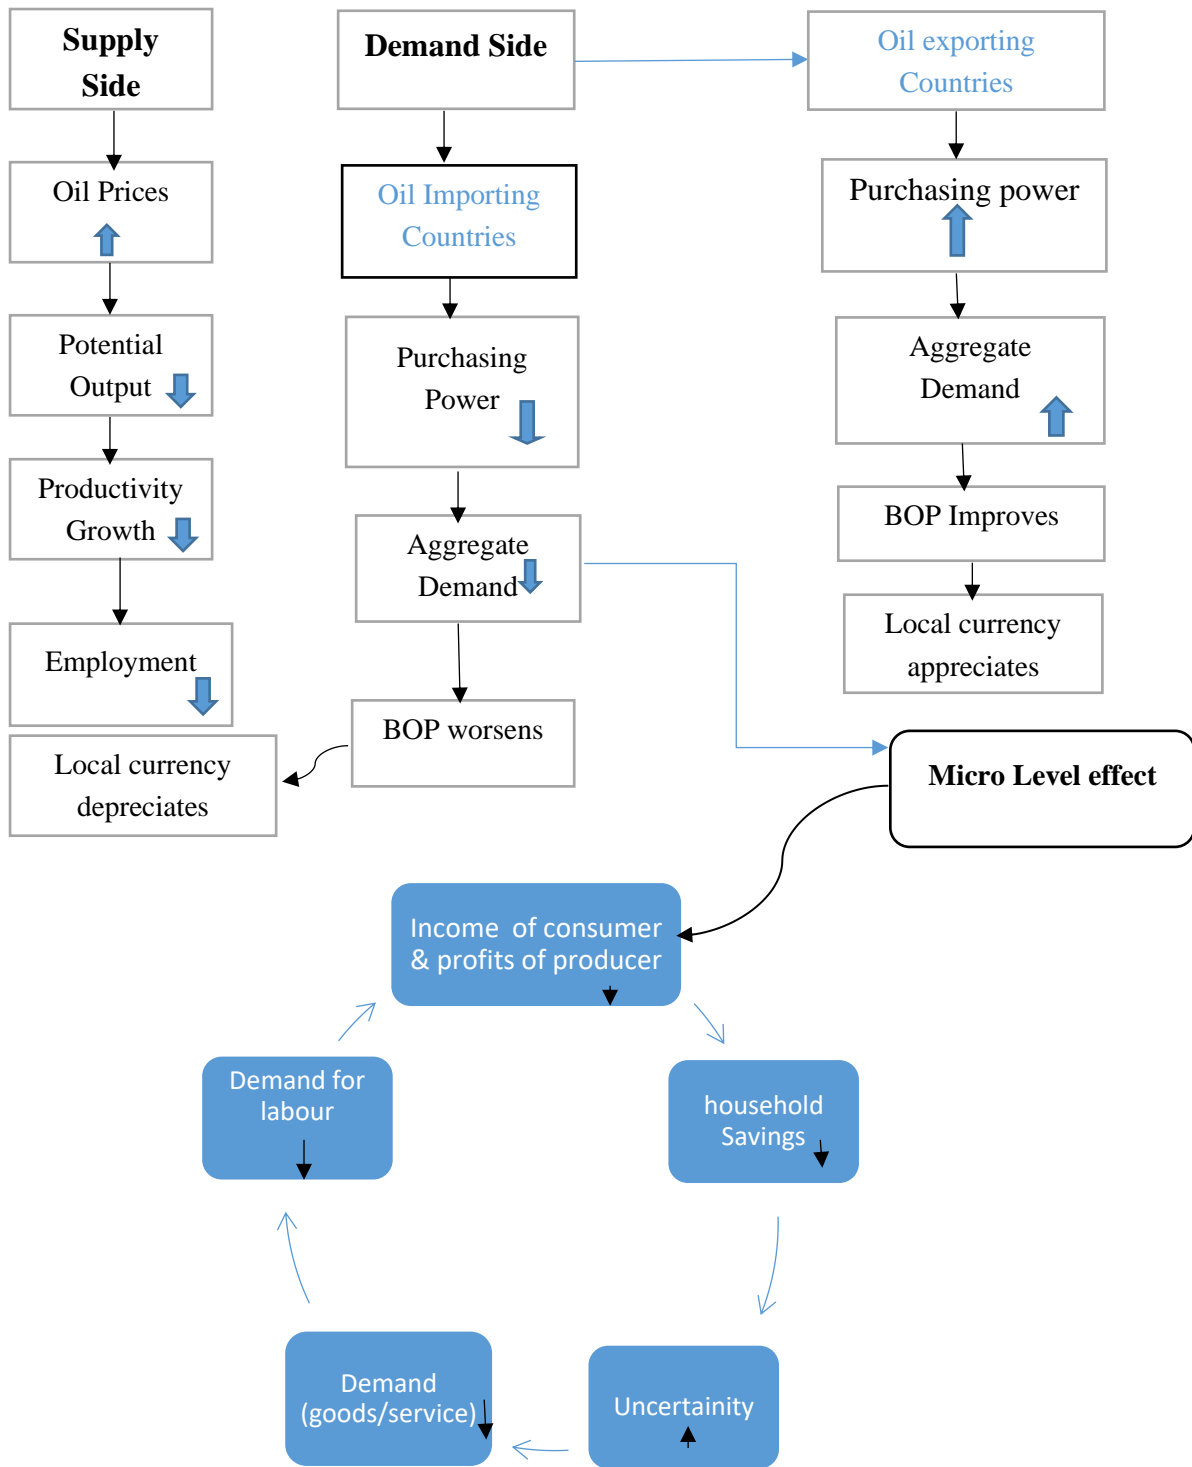 Supply
Side
Oil Prices
Potential
Output
Productivity
Growth
Employment
Local currency
depreciates
Demand Side
Oil Importing
Countries
Purchasing
Power
Aggregate
Demand
BOP worsens
Oil exporting
Countries
Purchasing power
Aggregate
Demand
BOP Improves
Local currency
appreciates
Micro Level effect
Income  of consumer
& profits of producer
household
Savings
Uncertainity
Demand
(goods/service)
Demand for
labour